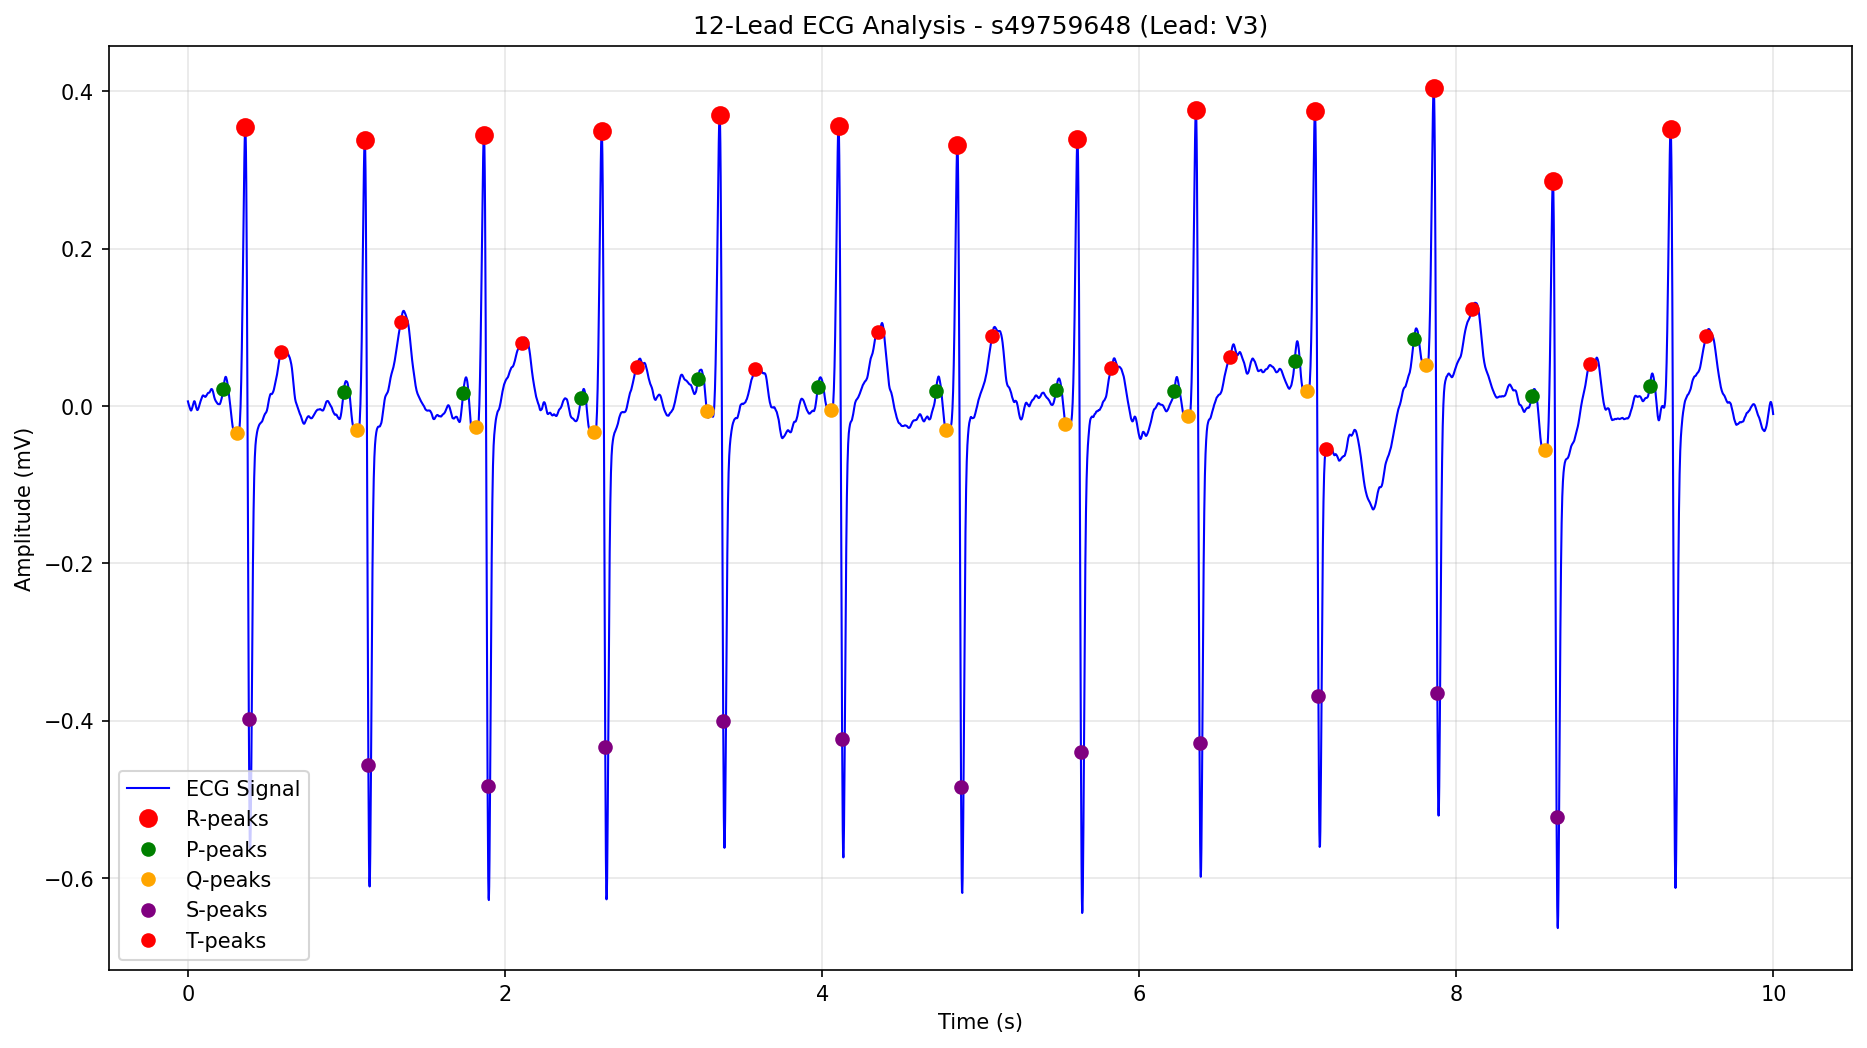 12-Lead ECG Analysis - s49759648 (Lead: V3)
Amplitude (mV)
0.4
0.2
0.0
−0.2
−0.4
−0.6
ECG Signal
R-peaks
P-peaks
Q-peaks
S-peaks
T-peaks
0 2 4 6 8 10
Time (s)